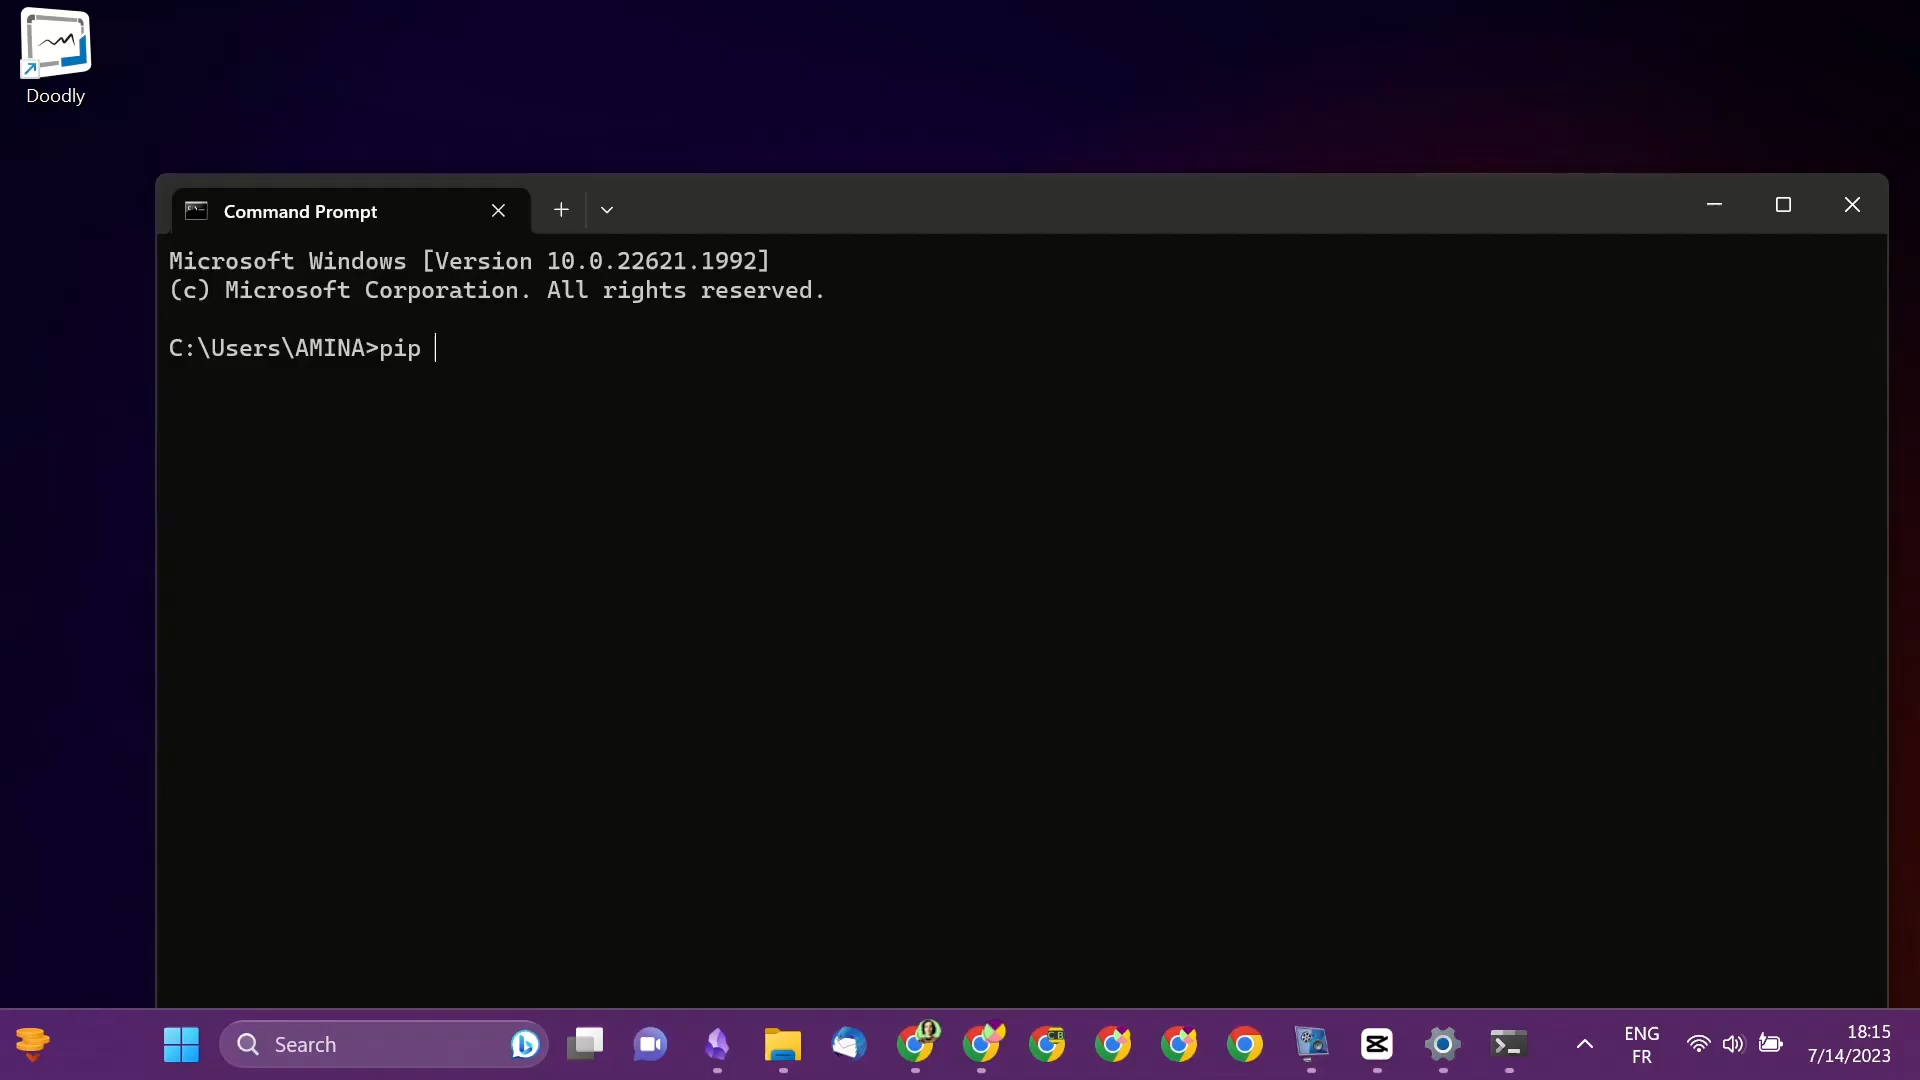 Doodly
Command Prompt
Microsoft Windows [Version 10.0.22621.1992]
(c) Microsoft Corporation. All rights reserved.
C:\Users\AMINA>pip
Search
ENG
FR
18:15
7/14/2023